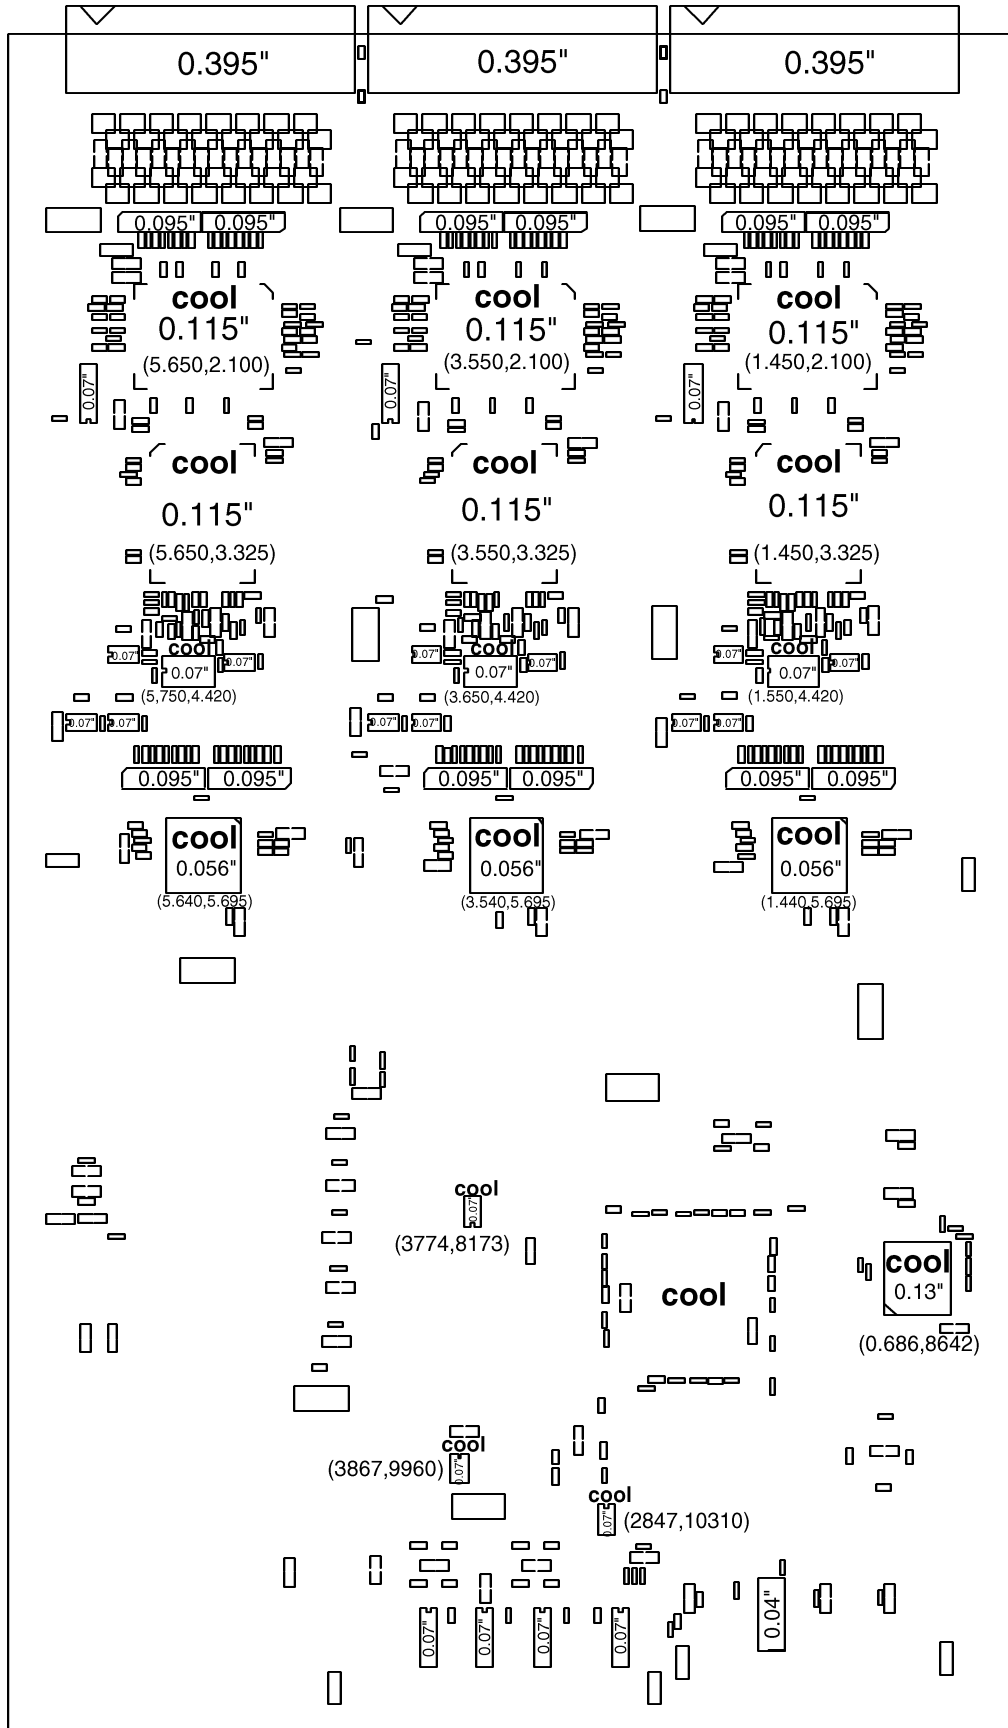 0.395" 0.395" 0.395"
0.095" 0.095" 0.095" 0.095" 0.095" 0.095"
cool cool cool
0.115" 0.115" 0.115"
(5.650,2.100) (3.550,2.100) (1.450,2.100)
0.07" 0.07" 0.07"
cool cool cool
0.115" 0.115" 0.115"
(5.650,3.325) (3.550,3.325) (1.450,3.325)
cool cool cool
0.07" 0.07" 0.07" 0.07" 0.07" 0.07"
0.07" 0.07" 0.07"
(5,750,4.420) (3.650,4.420) (1.550,4.420)
0.07" 0.07" 0.07" 0.07" 0.07" 0.07"
0.095" 0.095" 0.095" 0.095" 0.095" 0.095"
cool cool cool
0.056" 0.056" 0.056"
(5.640,5.695) (3.540,5.695) (1.440,5.695)
cool
0.07"
(3774,8173)
cool
0.13"
(0.686,8642)
cool
cool
0.07"
(3867,9960)
cool
0.07"
(2847,10310)
0.07" 0.07" 0.07" 0.07" 0.04"